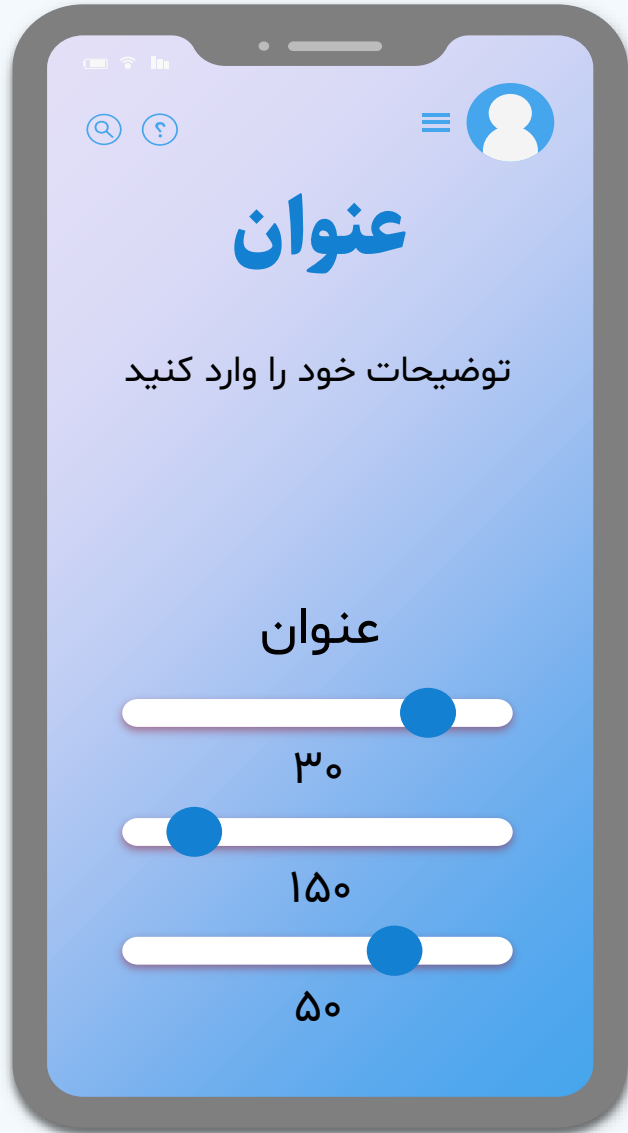 ؟
عنوان
توضیحات خود را وارد کنید
عنوان
۳۰
۱۵۰
۵۰